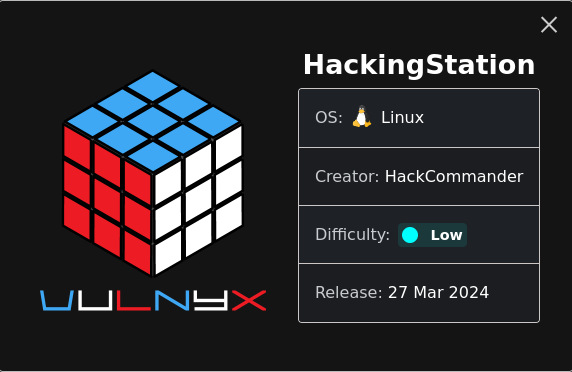 HackingStation
OS: Linux
Creator: HackCommander
Difficulty: Low
Release: 27 Mar 2024
VULNYX